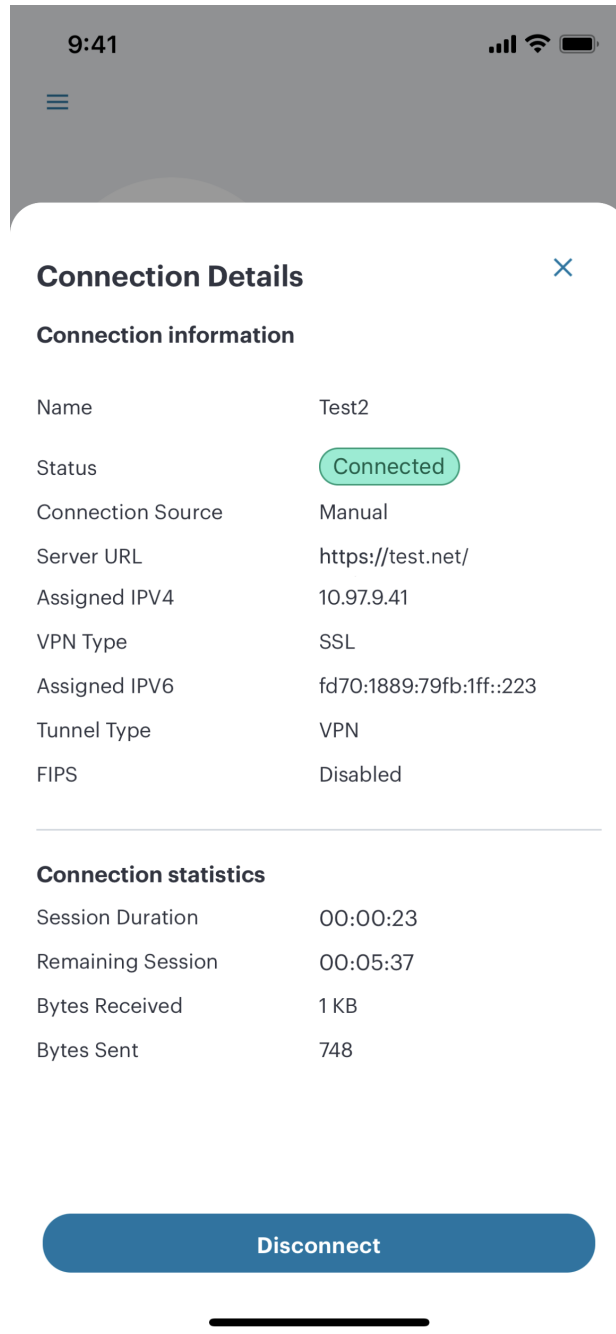 9:41
Connection Details
Connection information
Name Test2
Status Connected
Connection Source Manual
Server URL https://test.net/
Assigned IPV4 10.97.9.41
VPN Type SSL
Assigned IPV6 fd70:1889:79fb:1ff::223
Tunnel Type VPN
FIPS Disabled
Connection statistics
Session Duration 00:00:23
Remaining Session 00:05:37
Bytes Received 1 KB
Bytes Sent 748
Disconnect